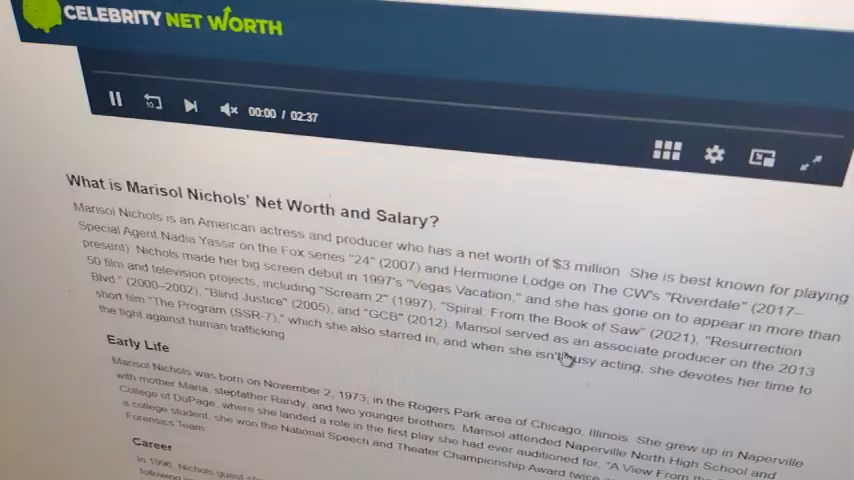 CELEBRITY NET WORTH
10
00:00 / 02:37
What is Marisol Nichols' Net Worth and Salary?
Marisol Nichols is an American actress and producer who has a net worth of $3 million She is best known for playing
Special Agent Nadia Yassir on the Fox series "24" (2007) and Hermione Lodge on The CW's "Riverdale" (2017–
present) Nichols made her big screen debut in 1997's "Vegas Vacation," and she has gone on to appear in more than
50 film and television projects, including "Scream 2" (1997), "Spiral: From the Book of Saw" (2021), "Resurrection
Blvd." (2000–2002), "Blind Justice" (2005), and "GCB" (2012). Marisol served as an associate producer on the 2013
short film "The Program (SSR-7)," which she also starred in, and when she isn't busy acting, she devotes her time to
the fight against human trafficking
Early Life
Marisol Nichols was born on November 2, 1973, in the Rogers Park area of Chicago, Illinois. She grew up in Naperville
with mother Maria, stepfather Randy, and two younger brothers. Marisol attended Naperville North High School and
College of DuPage, where she landed a role in the first play she had ever auditioned for, "A View From the
a college student, she won the National Speech and Theater Championship Award twice
Forensics Team
Career
In 1996, Nichols
following